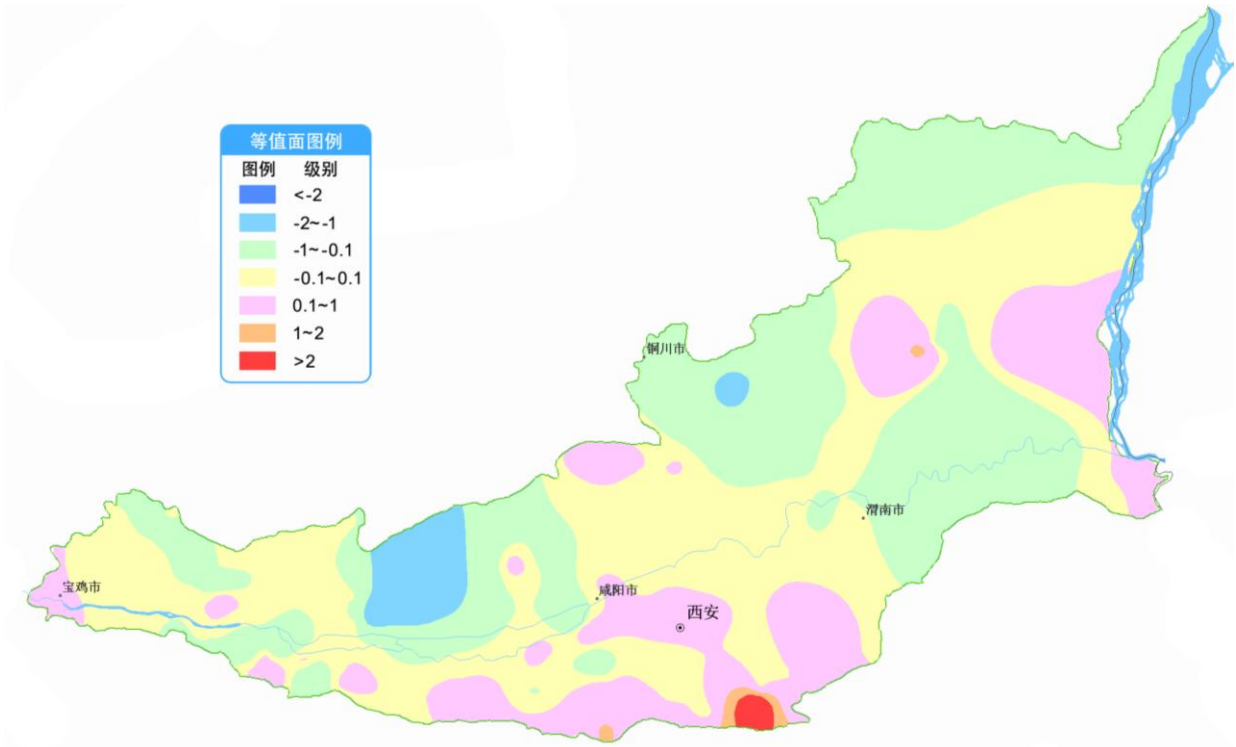 等值面图例
图例 级别
<-2
-2~-1
-1~-0.1
-0.1~0.1
0.1~1
1~2
>2
铜川市
渭南市
宝鸡市
咸阳市
西安